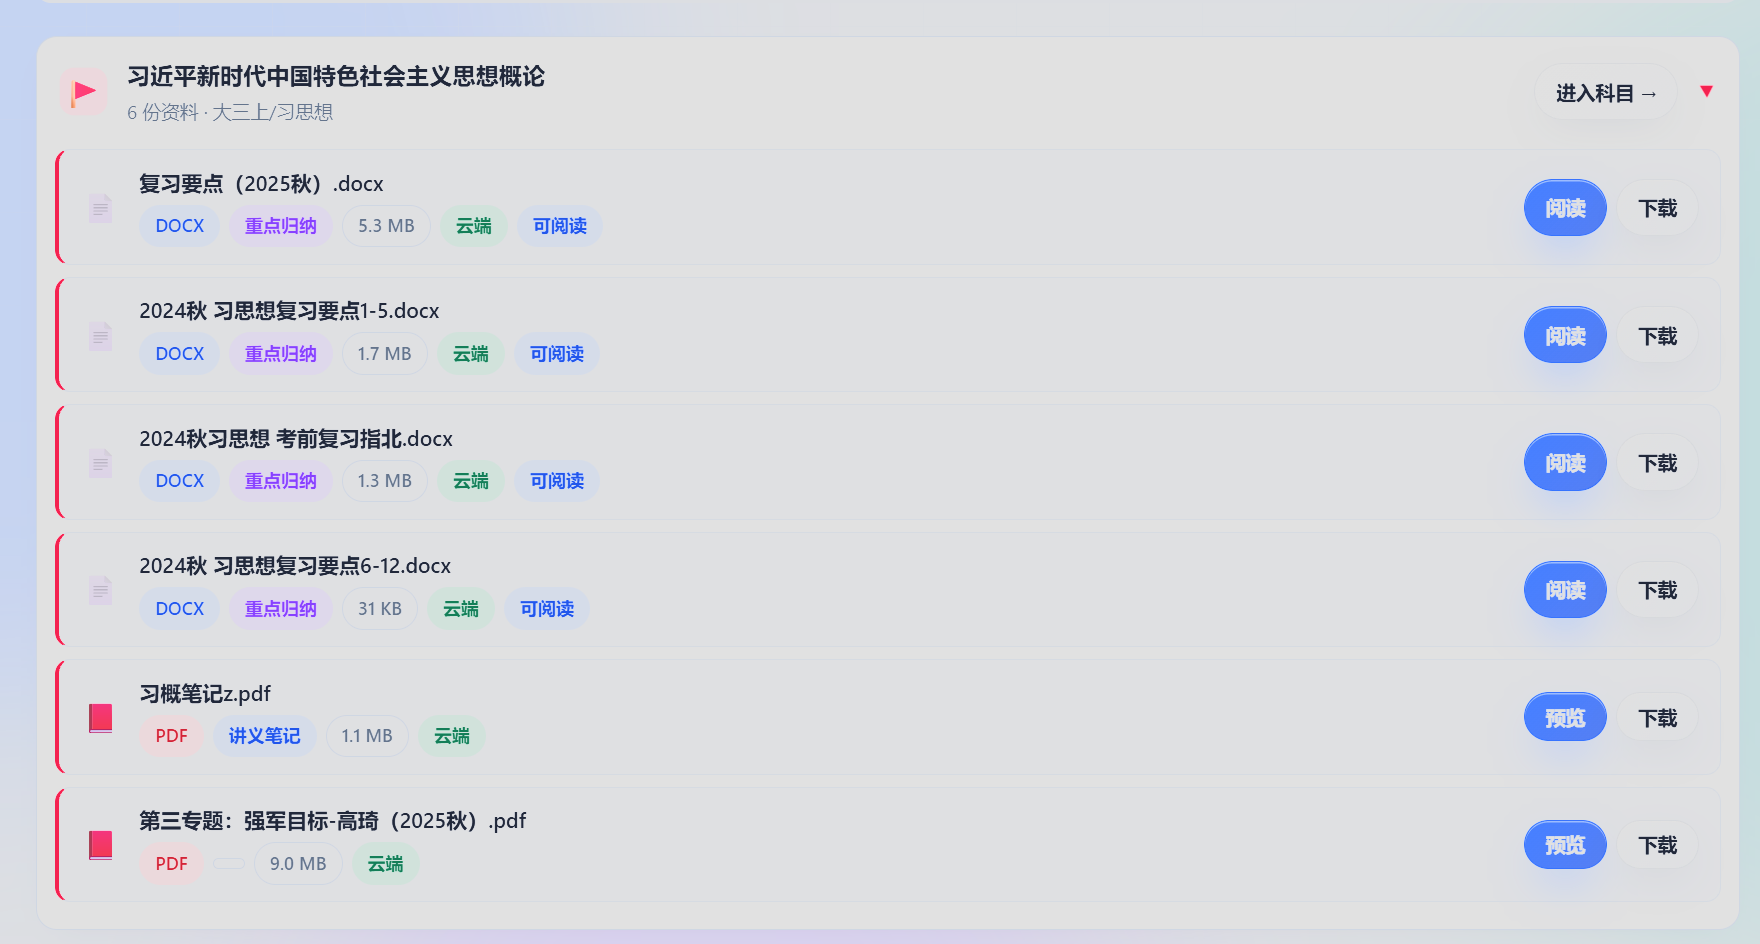 习近平新时代中国特色社会主义思想概论
6 份资料 · 大三上/习思想
进入科目 →
复习要点（2025秋）.docx
DOCX 重点归纳 5.3 MB 云端 可阅读
阅读 下载
2024秋 习思想复习要点1-5.docx
DOCX 重点归纳 1.7 MB 云端 可阅读
阅读 下载
2024秋习思想 考前复习指北.docx
DOCX 重点归纳 1.3 MB 云端 可阅读
阅读 下载
2024秋 习思想复习要点6-12.docx
DOCX 重点归纳 31 KB 云端 可阅读
阅读 下载
习概笔记z.pdf
PDF 讲义笔记 1.1 MB 云端
预览 下载
第三专题：强军目标-高琦（2025秋）.pdf
PDF 9.0 MB 云端
预览 下载